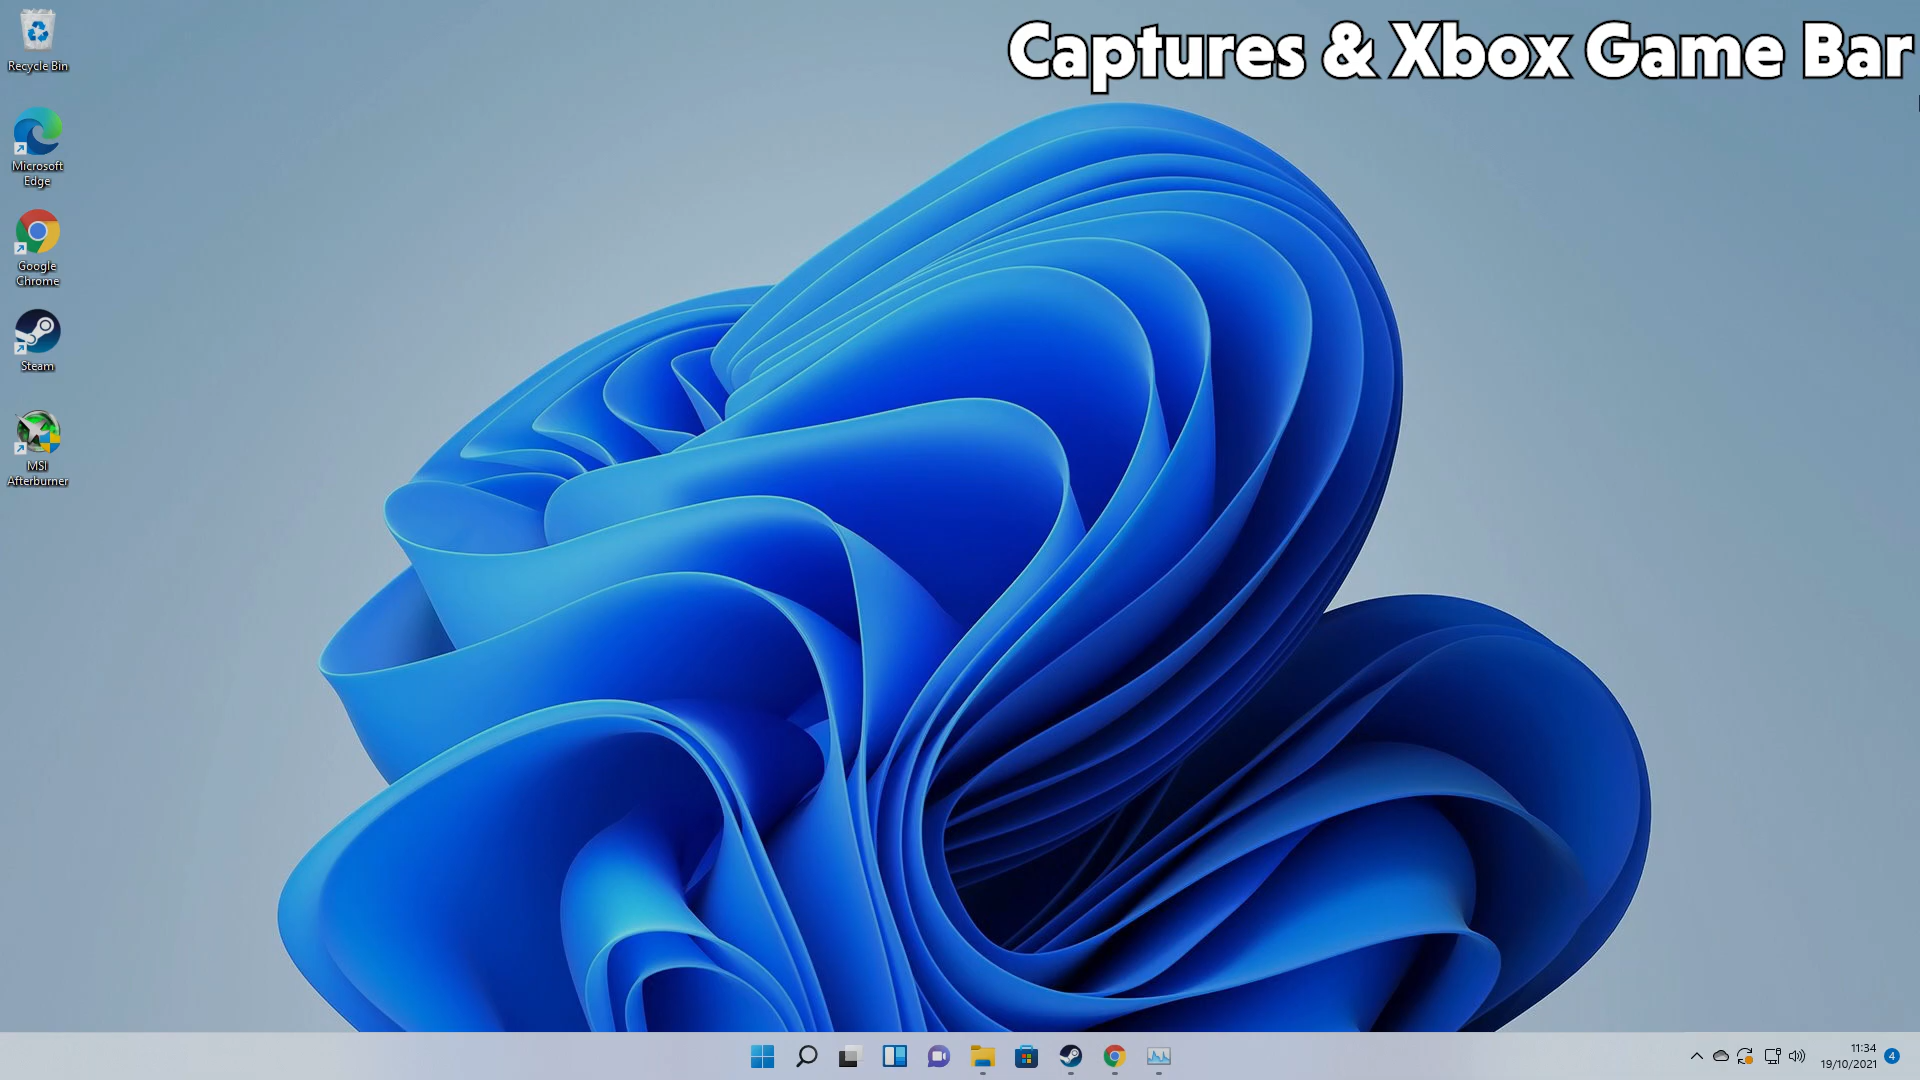 Captures & Xbox Game Bar
Recycle Bin
Microsoft
Edge
Google
Chrome
Steam
MSI
Afterburner
11:34
19/10/2021
4